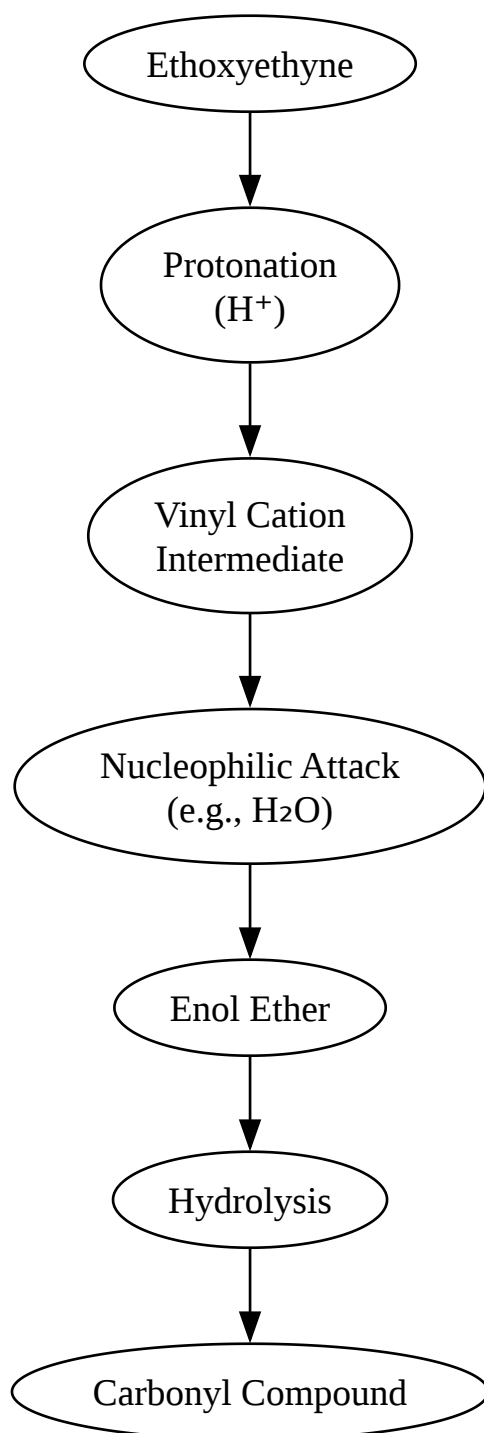 Ethoxyethyne
Protonation
(H⁺)
Vinyl Cation
Intermediate
Nucleophilic Attack
(e.g., H₂O)
Enol Ether
Hydrolysis
Carbonyl Compound